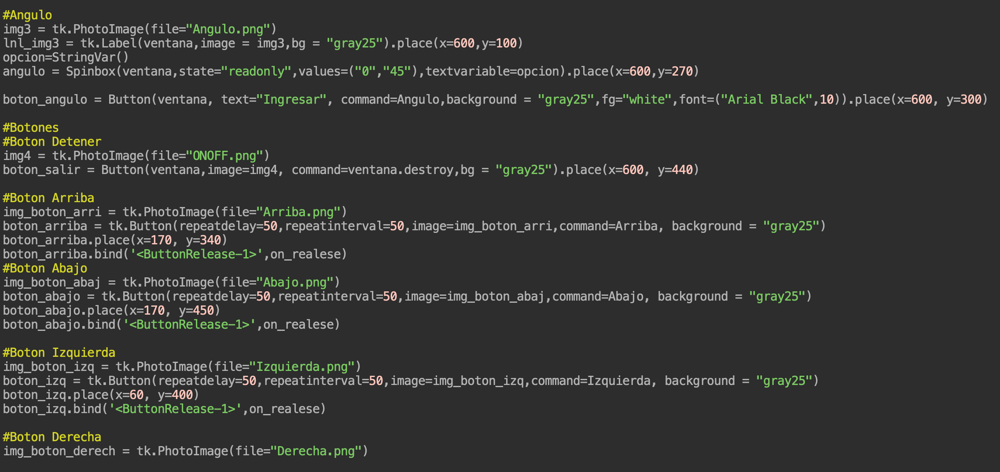 #Angulo
img3 = tk.PhotoImage(file="Angulo.png")
lnl_img3 = tk.Label(ventana,image = img3,bg = "gray25").place(x=600,y=100)
opcion=StringVar()
angulo = Spinbox(ventana,state="readonly",values=("0","45"),textvariable=opcion).place(x=600,y=270)
boton_angulo = Button(ventana, text="Ingresar", command=Angulo,background = "gray25",fg="white",font=("Arial Black",10)).place(x=600, y=300)
#Botones
#Boton Detener
img4 = tk.PhotoImage(file="ONOFF.png")
boton_salir = Button(ventana,image=img4, command=ventana.destroy,bg = "gray25").place(x=600, y=440)
#Boton Arriba
img_boton_arri = tk.PhotoImage(file="Arriba.png")
boton_arriba = tk.Button(repeatdelay=50,repeatinterval=50,image=img_boton_arri,command=Arriba, background = "gray25")
boton_arriba.place(x=170, y=340)
boton_arriba.bind('<ButtonRelease-1>',on_realese)
#Boton Abajo
img_boton_abaj = tk.PhotoImage(file="Abajo.png")
boton_abajo = tk.Button(repeatdelay=50,repeatinterval=50,image=img_boton_abaj,command=Abajo, background = "gray25")
boton_abajo.place(x=170, y=450)
boton_abajo.bind('<ButtonRelease-1>',on_realese)
#Boton Izquierda
img_boton_izq = tk.PhotoImage(file="Izquierda.png")
boton_izq = tk.Button(repeatdelay=50,repeatinterval=50,image=img_boton_izq,command=Izquierda, background = "gray25")
boton_izq.place(x=60, y=400)
boton_izq.bind('<ButtonRelease-1>',on_realese)
#Boton Derecha
img_boton_derech = tk.PhotoImage(file="Derecha.png")